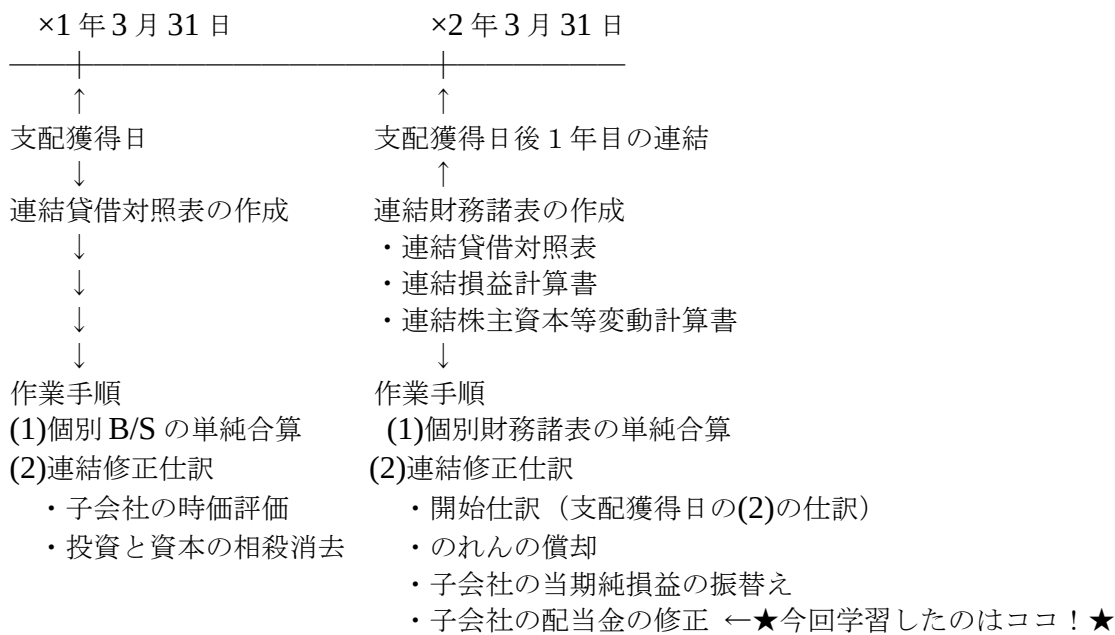 ×1年3月31日 ×2年3月31日
↑ ↑
支配獲得日 支配獲得日後1年目の連結
↓ ↑
連結貸借対照表の作成 連結財務諸表の作成
↓ ・連結貸借対照表
↓ ・連結損益計算書
↓ ・連結株主資本等変動計算書
↓ ↓
作業手順 作業手順
(1)個別B/Sの単純合算 (1)個別財務諸表の単純合算
(2)連結修正仕訳 (2)連結修正仕訳
・子会社の時価評価 ・開始仕訳（支配獲得日の(2)の仕訳）
・投資と資本の相殺消去 ・のれんの償却
・子会社の当期純損益の振替え
・子会社の配当金の修正 ←★今回学習したのはココ！★